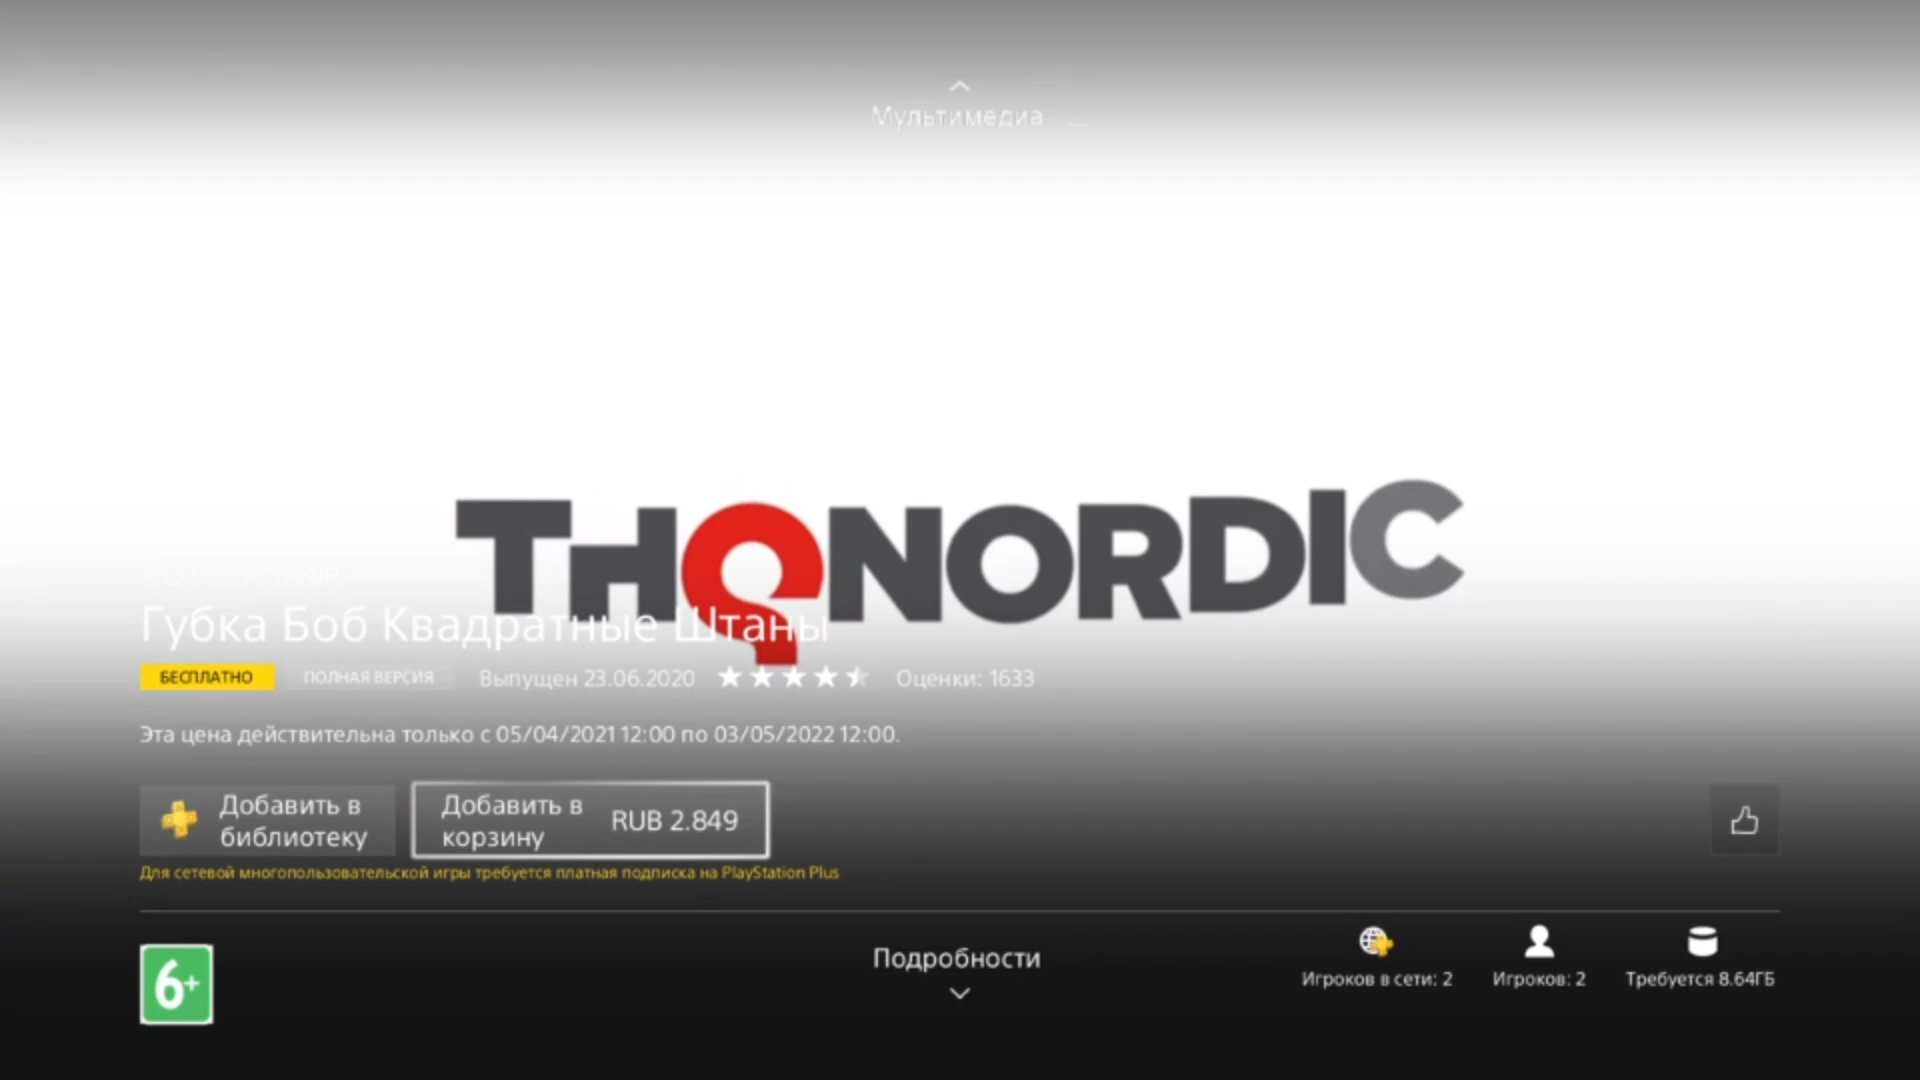 Мультимедиа
THQNORDIC
Губка Боб Квадратные Штаны
БЕСПЛАТНО ПОЛНАЯ ВЕРСИЯ Выпущен 23.06.2020 Оценки: 1633
Эта цена действительна только с 05/04/2021 12:00 по 03/05/2022 12:00.
Добавить в
библиотеку
Добавить в
корзину
RUB 2.849
Для сетевой многопользовательской игры требуется платная подписка на PlayStation Plus
6+
Подробности
Игроков в сети: 2 Игроков: 2 Требуется 8.64ГБ